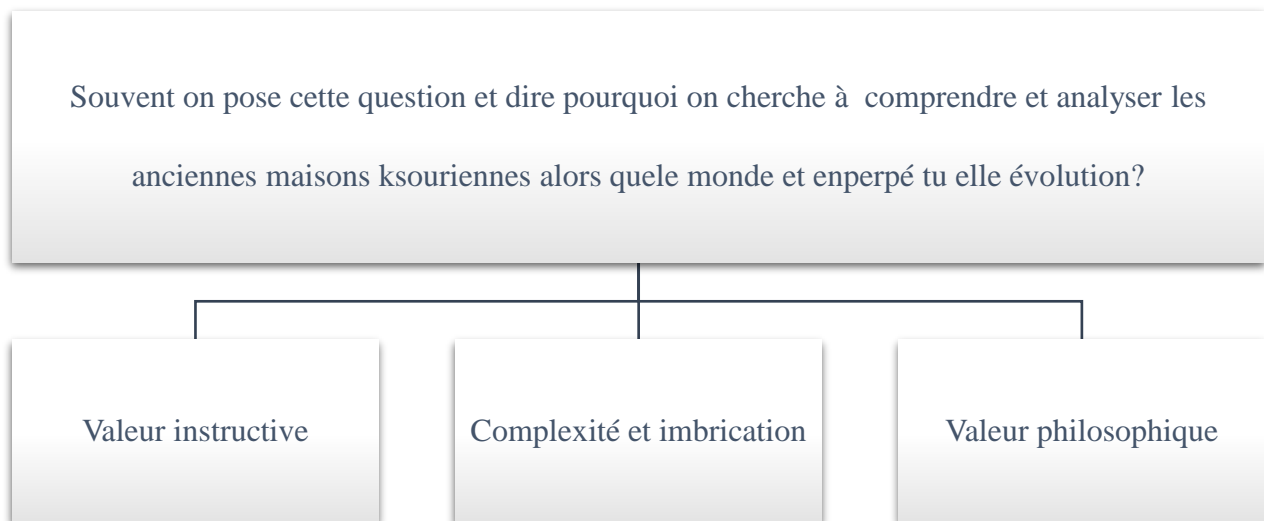 Souvent on pose cette question et dire pourquoi on cherche à comprendre et analyser les
anciennes maisons ksouriennes alors quele monde et enperpé tu elle évolution?
Valeur instructive
Complexité et imbrication
Valeur philosophique